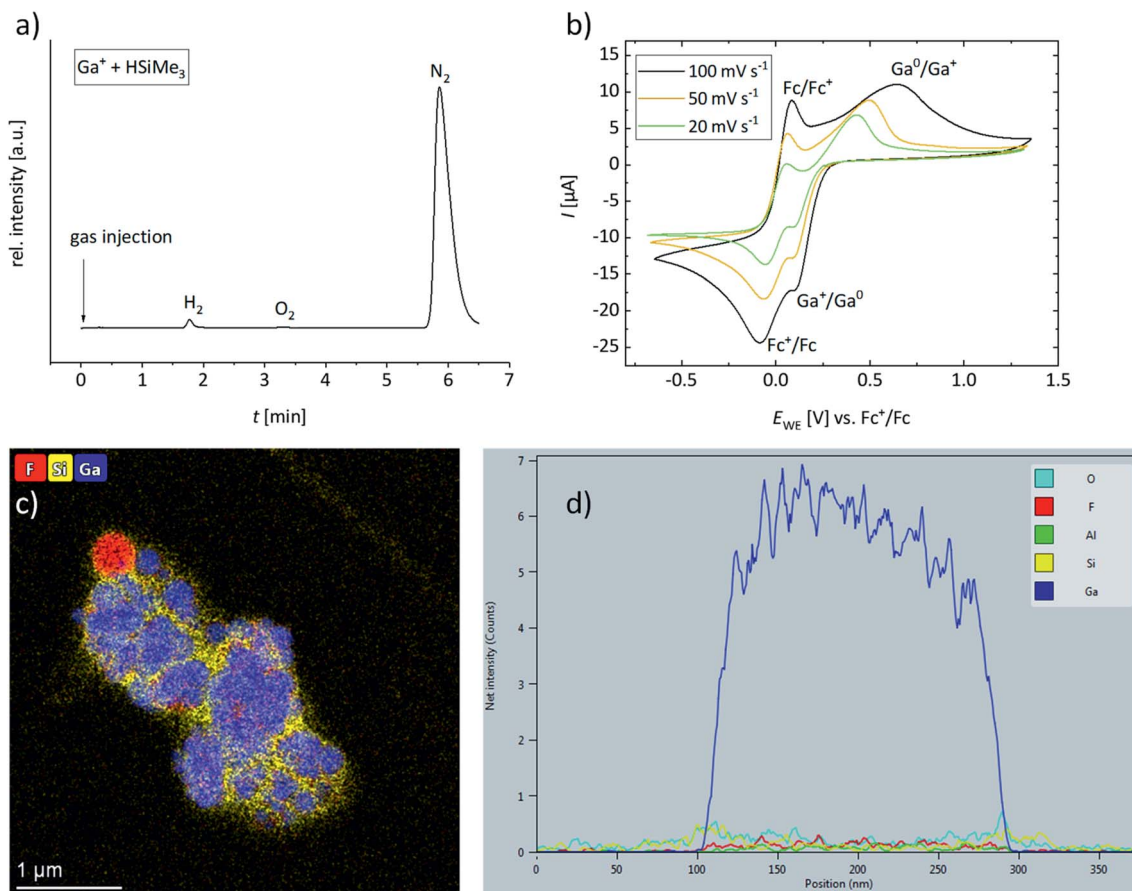 a)
Ga⁺ + HSiMe₃
N₂
gas injection
H₂
O₂
rel. intensity [a.u.]
0 1 2 3 4 5 6 7
t [min]
b)
100 mV s⁻¹
50 mV s⁻¹
20 mV s⁻¹
Fc/Fc⁺
Ga⁰/Ga⁺
Ga⁺/Ga⁰
Fc⁺/Fc
15
10
5
0
-5
-10
-15
-20
-25
I [µA]
-0.5 0.0 0.5 1.0 1.5
E_WE [V] vs. Fc⁺/Fc
F Si Ga
c)
1 µm
d)
O
F
Al
Si
Ga
7
6
5
4
3
2
1
0
Net intensity (Counts)
0 50 100 150 200 250 300 350
Position (nm)